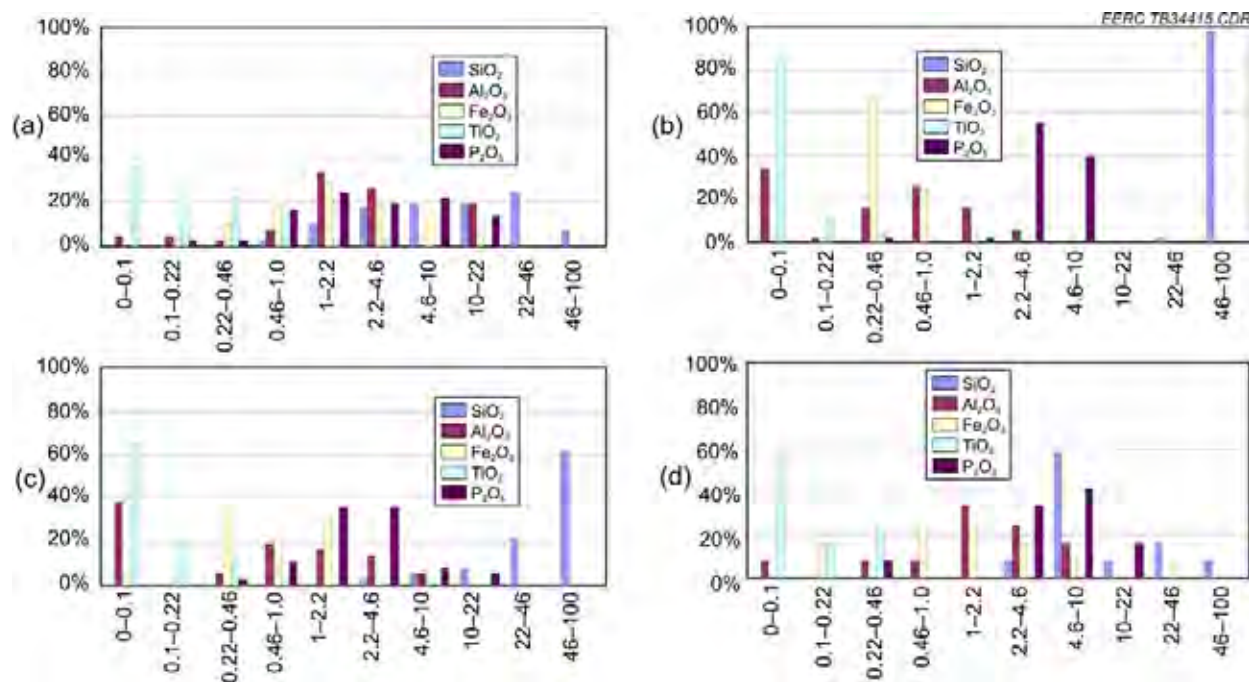 EERC TB34415.CDR
(a)
100%
80%
60%
40%
20%
0%
SiO₂
Al₂O₃
Fe₂O₃
TiO₂
P₂O₅
0–0.1
0.1–0.22
0.22–0.46
0.46–1.0
1–2.2
2.2–4.6
4.6–10
10–22
22–46
46–100
(b)
100%
80%
60%
40%
20%
0%
SiO₂
Al₂O₃
Fe₂O₃
TiO₂
P₂O₅
0–0.1
0.1–0.22
0.22–0.46
0.46–1.0
1–2.2
2.2–4.6
4.6–10
10–22
22–46
46–100
(c)
100%
80%
60%
40%
20%
0%
SiO₂
Al₂O₃
Fe₂O₃
TiO₂
P₂O₅
0–0.1
0.1–0.22
0.22–0.46
0.46–1.0
1–2.2
2.2–4.6
4.6–10
10–22
22–46
46–100
(d)
100%
80%
60%
40%
20%
0%
SiO₂
Al₂O₃
Fe₂O₃
TiO₂
P₂O₅
0–0.1
0.1–0.22
0.22–0.46
0.46–1.0
1–2.2
2.2–4.6
4.6–10
10–22
22–46
46–100